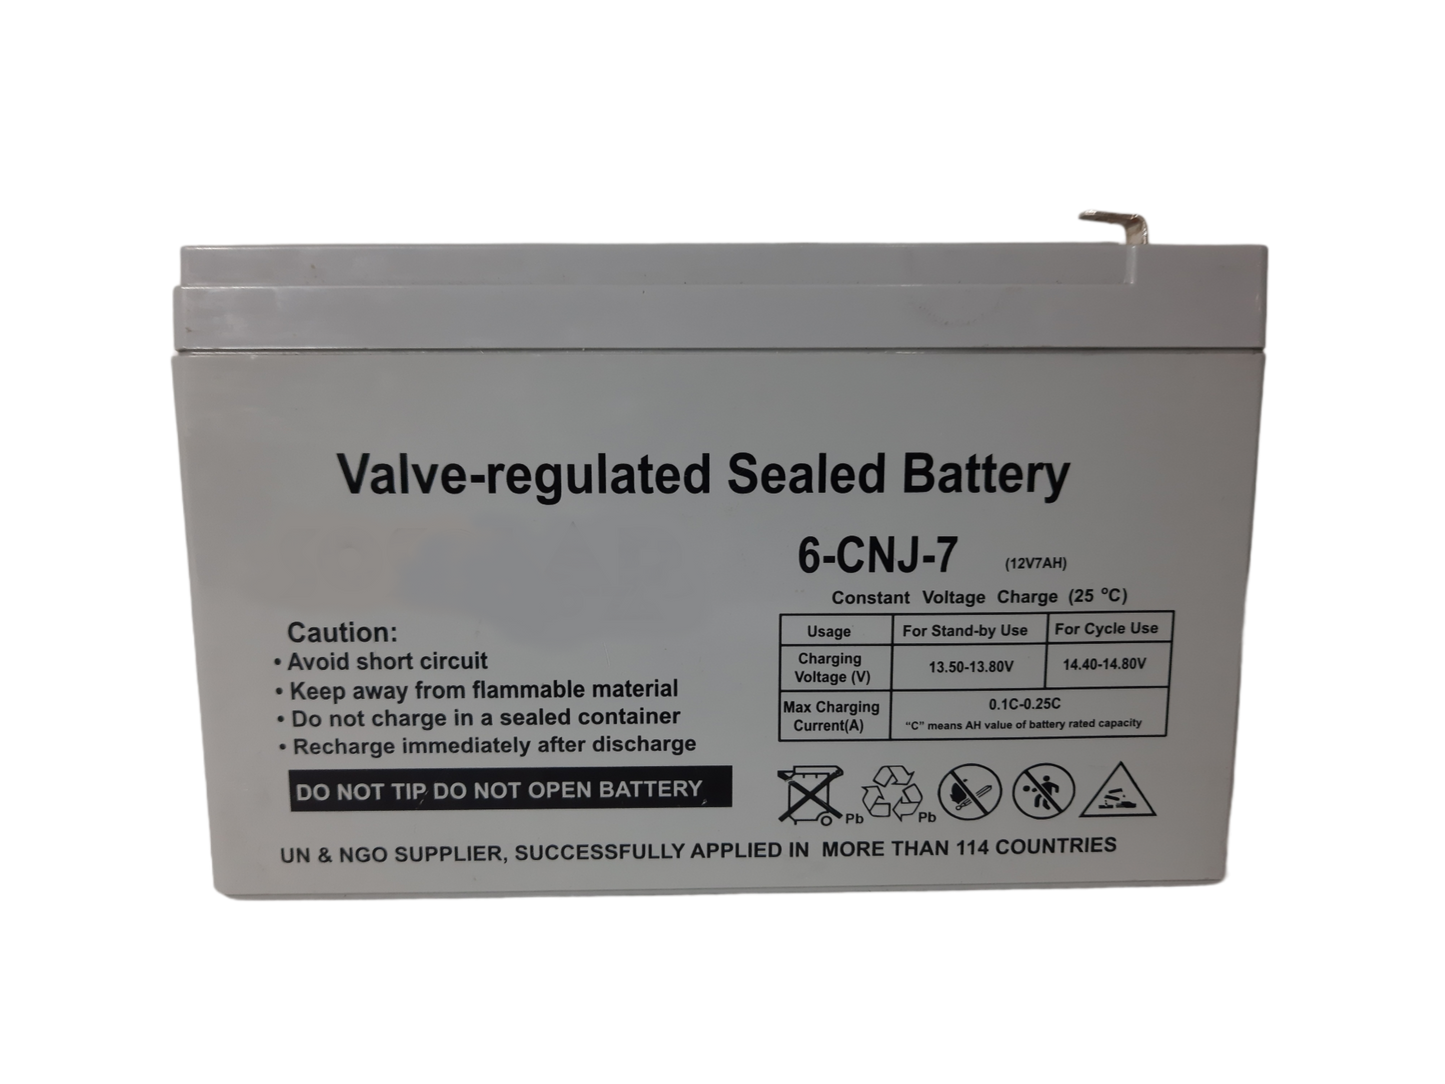 Valve-regulated Sealed Battery
6-CNJ-7 (12V7AH)
Constant Voltage Charge (25 °C)
Usage For Stand-by Use For Cycle Use
Charging Voltage (V) 13.50-13.80V 14.40-14.80V
Max Charging Current(A) 0.1C-0.25C
“C” means AH value of battery rated capacity
Caution:
• Avoid short circuit
• Keep away from flammable material
• Do not charge in a sealed container
• Recharge immediately after discharge
DO NOT TIP DO NOT OPEN BATTERY
Pb Pb
UN & NGO SUPPLIER, SUCCESSFULLY APPLIED IN MORE THAN 114 COUNTRIES